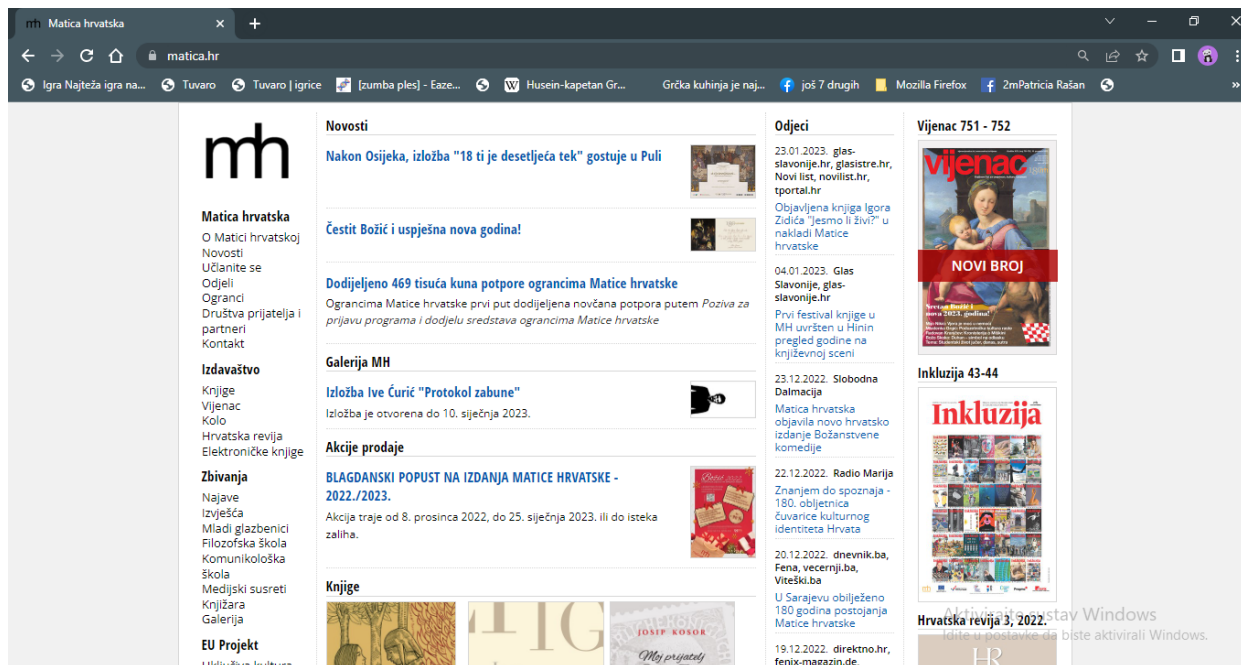 mh Matica hrvatska
matica.hr
Igra Najteža igra na...
Tuvaro
Tuvaro | igrice
[zumba ples] - Eaze...
Husein-kapetan Gr...
Grčka kuhinja je naj...
još 7 drugih
Mozilla Firefox
2mPatricia Rašan
»
mh
Matica hrvatska
O Matici hrvatskoj
Novosti
Učlanite se
Odjeli
Ogranci
Društva prijatelja i
partneri
Kontakt
Izdavaštvo
Knjige
Vijenac
Kolo
Hrvatska revija
Elektroničke knjige
Zbivanja
Najave
Izvješća
Mladi glazbenici
Filozofska škola
Komunikološka
škola
Medijski susreti
Knjižara
Galerija
EU Projekt
Uključiva kultura
Novosti
Nakon Osijeka, izložba "18 ti je desetljeća tek" gostuje u Puli
Čestit Božić i uspješna nova godina!
Dodijeljeno 469 tisuća kuna potpore ograncima Matice hrvatske
Ograncima Matice hrvatske prvi put dodijeljena novčana potpora putem Poziva za
prijavu programa i dodjelu sredstava ograncima Matice hrvatske
Galerija MH
Izložba Ive Ćurić "Protokol zabune"
Izložba je otvorena do 10. siječnja 2023.
Akcije prodaje
BLAGDANSKI POPUST NA IZDANJA MATICE HRVATSKE -
2022./2023.
Akcija traje od 8. prosinca 2022, do 25. siječnja 2023. ili do isteka
zaliha.
Knjige
JOSIP KOSOR
Moj prijatelj
Odjeci
23.01.2023. glas-
slavonije.hr, glasistre.hr,
Novi list, novilist.hr,
tportal.hr
Objavljena knjiga Igora
Zidića "Jesmo li živi?" u
nakladi Matice
hrvatske
04.01.2023. Glas
Slavonije, glas-
slavonije.hr
Prvi festival knjige u
MH uvršten u Hinin
pregled godine na
književnoj sceni
23.12.2022. Slobodna
Dalmacija
Matica hrvatska
objavila novo hrvatsko
izdanje Božanstvene
komedije
22.12.2022. Radio Marija
Znanjem do spoznaja -
180. obljetnica
čuvarice kulturnog
identiteta Hrvata
20.12.2022. dnevnik.ba,
Fena, vecernji.ba,
Viteški.ba
U Sarajevu obilježeno
180 godina postojanja
Matice hrvatske
19.12.2022. direktno.hr,
fenix-magazin.de,
Vijenac 751 - 752
vijenac
NOVI BROJ
Sretan Božić i
nova 2023. godina!
Inkluzija 43-44
Inkluzija
Hrvatska revija 3, 2022.
HR
Aktivirajte sustav Windows
Idite u postavke da biste aktivirali Windows.